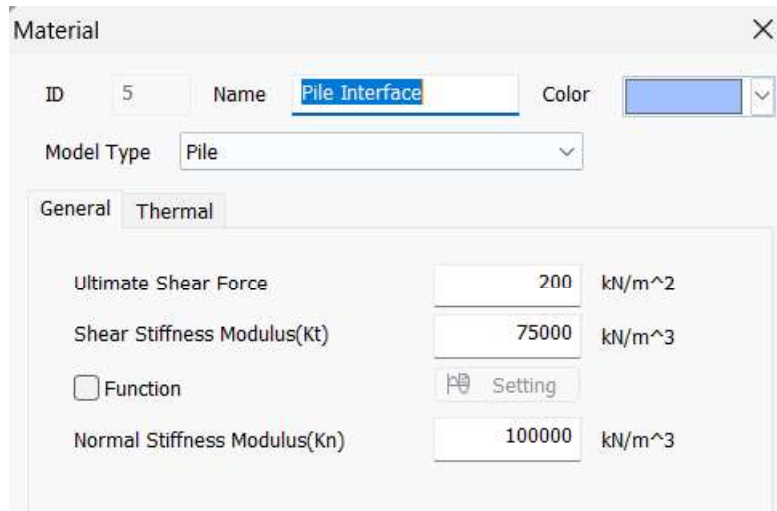 Material
ID 5 Name Pile Interface Color
Model Type Pile
General Thermal
Ultimate Shear Force 200 kN/m^2
Shear Stiffness Modulus(Kt) 75000 kN/m^3
Function Setting
Normal Stiffness Modulus(Kn) 100000 kN/m^3